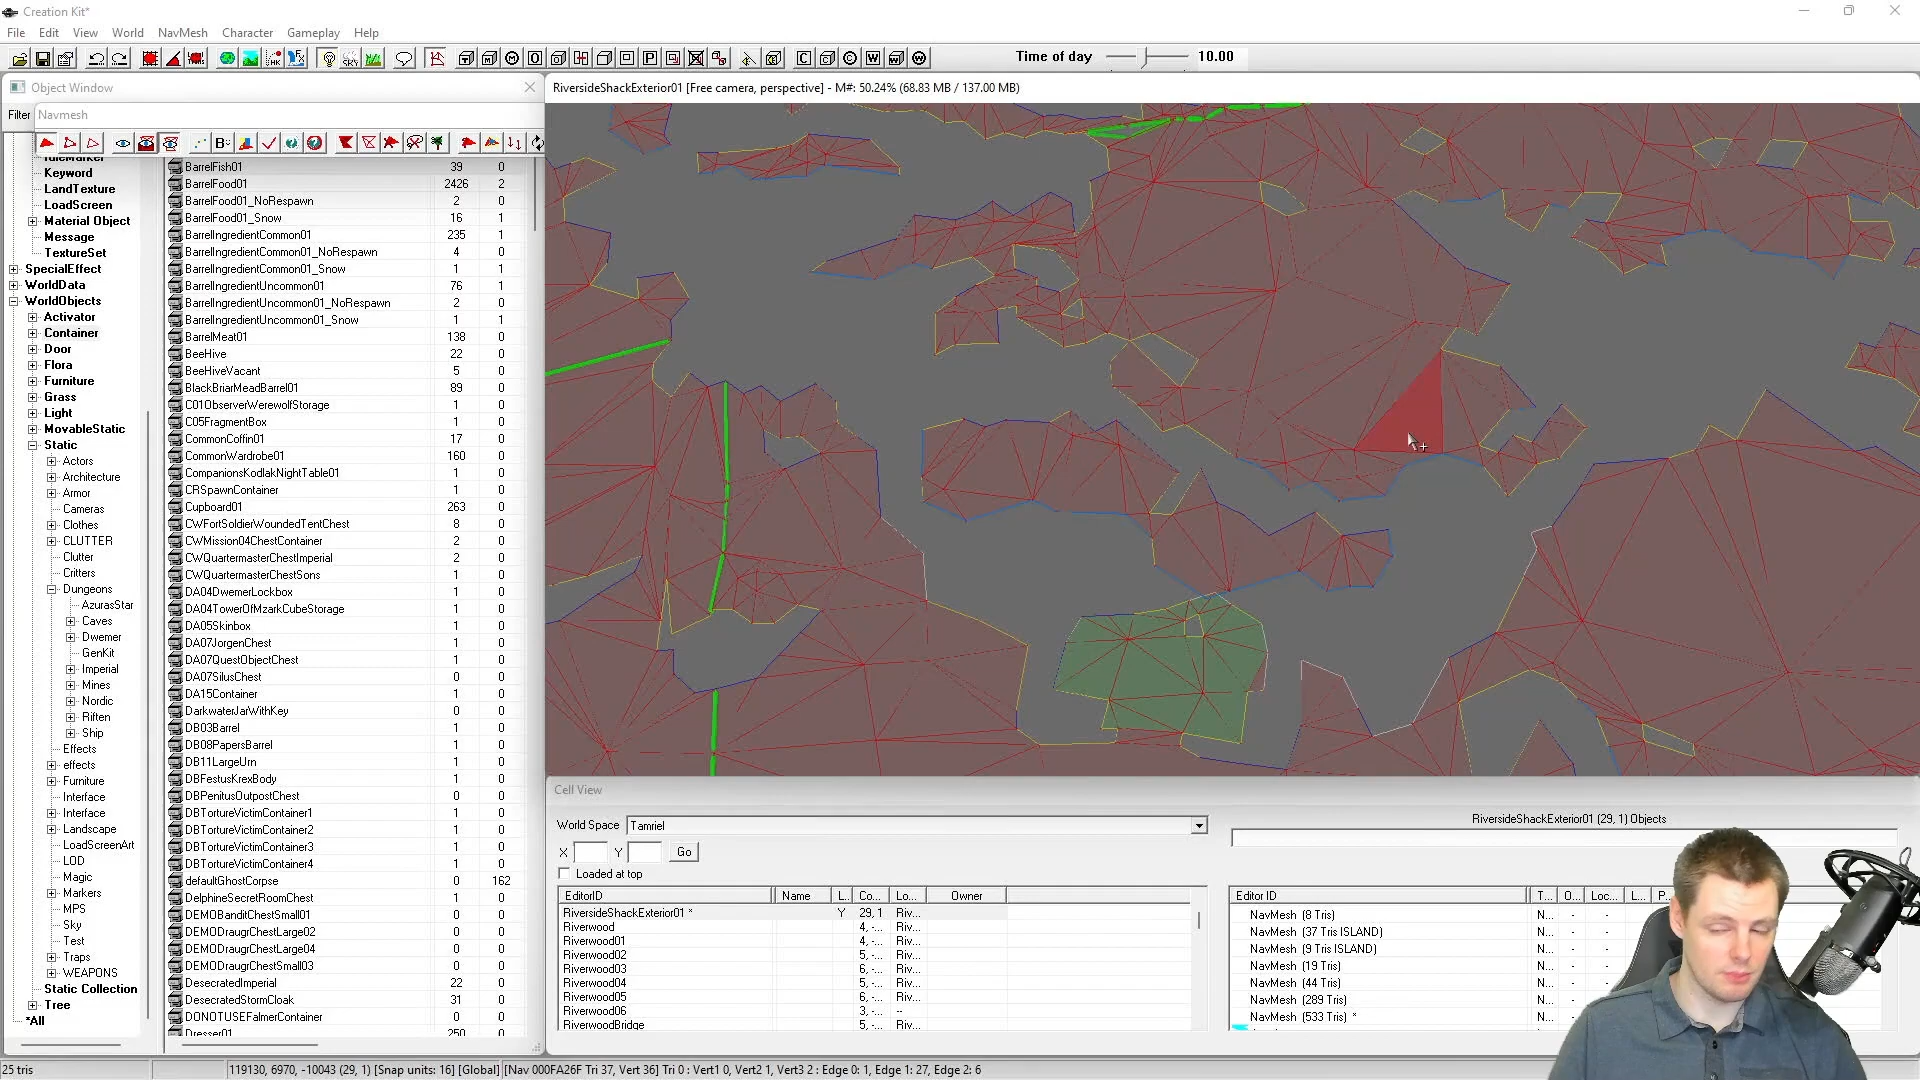 Creation Kit*
File Edit View World NavMesh Character Gameplay Help
Time of day 10.00
Object Window
RiversideShackExterior01 [Free camera, perspective] - M#: 50.24% (68.83 MB / 137.00 MB)
Filter
Navmesh
Keyword
LandTexture
LoadScreen
Material Object
Message
TextureSet
SpecialEffect
WorldData
WorldObjects
Activator
Container
Door
Flora
Furniture
Grass
Light
MovableStatic
Static
Actors
Architecture
Armor
Cameras
Clothes
CLUTTER
Clutter
Critters
Dungeons
AzurasStar
Caves
Dwemer
GenKit
Imperial
Mines
Nordic
Riften
Ship
Effects
effects
Furniture
Interface
Interface
Landscape
LoadScreenArt
LOD
Magic
Markers
MPS
Sky
Test
Traps
WEAPONS
Static Collection
Tree
*All
BarrelFish01 39 0
BarrelFood01 2426 2
BarrelFood01_NoRespawn 2 0
BarrelFood01_Snow 16 1
BarrelIngredientCommon01 235 1
BarrelIngredientCommon01_NoRespawn 4 0
BarrelIngredientCommon01_Snow 1 1
BarrelIngredientUncommon01 76 1
BarrelIngredientUncommon01_NoRespawn 2 0
BarrelIngredientUncommon01_Snow 1 1
BarrelMeat01 138 0
BeeHive 22 0
BeeHiveVacant 5 0
BlackBriarMeadBarrel01 89 0
C01ObserverWerewolfStorage 1 0
C05FragmentBox 1 0
CommonCoffin01 17 0
CommonWardrobe01 160 0
CompanionsKodlakNightTable01 1 0
CRSpawnContainer 1 0
Cupboard01 263 0
CWFortSoldierWoundedTentChest 8 0
CWMission04ChestContainer 2 0
CWQuartermasterChestImperial 2 0
CWQuartermasterChestSons 1 0
DA04DwemerLockbox 1 0
DA04TowerOfMzarkCubeStorage 1 0
DA05Skinbox 1 0
DA07JorgenChest 1 0
DA07QuestObjectChest 1 0
DA07SilusChest 0 0
DA15Container 1 0
DarkwaterJarWithKey 0 0
DB03Barrel 1 0
DB08PapersBarrel 1 0
DB11LargeUrn 1 0
DBFestusKrexBody 1 0
DBPenitusOutpostChest 0 0
DBTortureVictimContainer1 1 0
DBTortureVictimContainer2 1 0
DBTortureVictimContainer3 1 0
DBTortureVictimContainer4 1 0
defaultGhostCorpse 0 162
DelphineSecretRoomChest 1 0
DEMOBanditChestSmall01 0 0
DEMODraugrChestLarge02 0 0
DEMODraugrChestLarge04 0 0
DEMODraugrChestSmall03 0 0
DesecratedImperial 22 0
DesecratedStormCloak 31 0
DONOTUSEFalmerContainer 0 0
Dresser01 250 0
Cell View
World Space Tamriel
X Y Go
Loaded at top
EditorID Name L.. Co... Lo... Owner
RiversideShackExterior01 * Y 29, 1 Riv...
Riverwood 4, -... Riv...
Riverwood01 4, -... Riv...
Riverwood02 5, -... Riv...
Riverwood03 6, -... Riv...
Riverwood04 5, -... Riv...
Riverwood05 6, -... Riv...
Riverwood06 3, -... --
RiverwoodBridge 5, -... Riv...
RiversideShackExterior01 (29, 1) Objects
Editor ID T... O... Loc... L... P...
NavMesh (8 Tris) N... - -
NavMesh (37 Tris ISLAND) N... - -
NavMesh (9 Tris ISLAND) N... - -
NavMesh (19 Tris) N... - -
NavMesh (44 Tris) N... - -
NavMesh (289 Tris) N... -
NavMesh (533 Tris) * N... -
25 tris
119130, 6970, -10043 (29, 1) [Snap units: 16] [Global] [Nav 000FA26F Tri 37, Vert 36] Tri 0 : Vert1 0, Vert2 1, Vert3 2 : Edge 0: 1, Edge 1: 27, Edge 2: 6